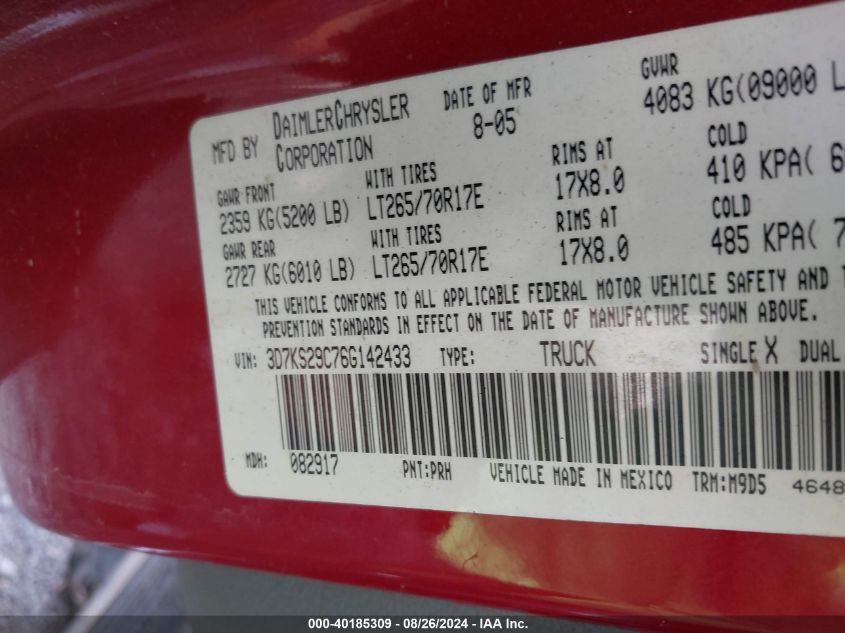 MFD BY DAIMLERCHRYSLER CORPORATION
DATE OF MFR 8-05
GVWR 4083 KG(09000 L
GAWR FRONT WITH TIRES RIMS AT COLD
2359 KG(5200 LB) LT265/70R17E 17X8.0 410 KPA( 6
GAWR REAR WITH TIRES RIMS AT COLD
2727 KG(6010 LB) LT265/70R17E 17X8.0 485 KPA( 7
THIS VEHICLE CONFORMS TO ALL APPLICABLE FEDERAL MOTOR VEHICLE SAFETY AND T
PREVENTION STANDARDS IN EFFECT ON THE DATE OF MANUFACTURE SHOWN ABOVE.
VIN: 3D7KS29C76G142433 TYPE: TRUCK SINGLE X DUAL
MDH: 082917 PNT:PRH VEHICLE MADE IN MEXICO TRM:M9D5 4648
000-40185309 - 08/26/2024 - IAA Inc.